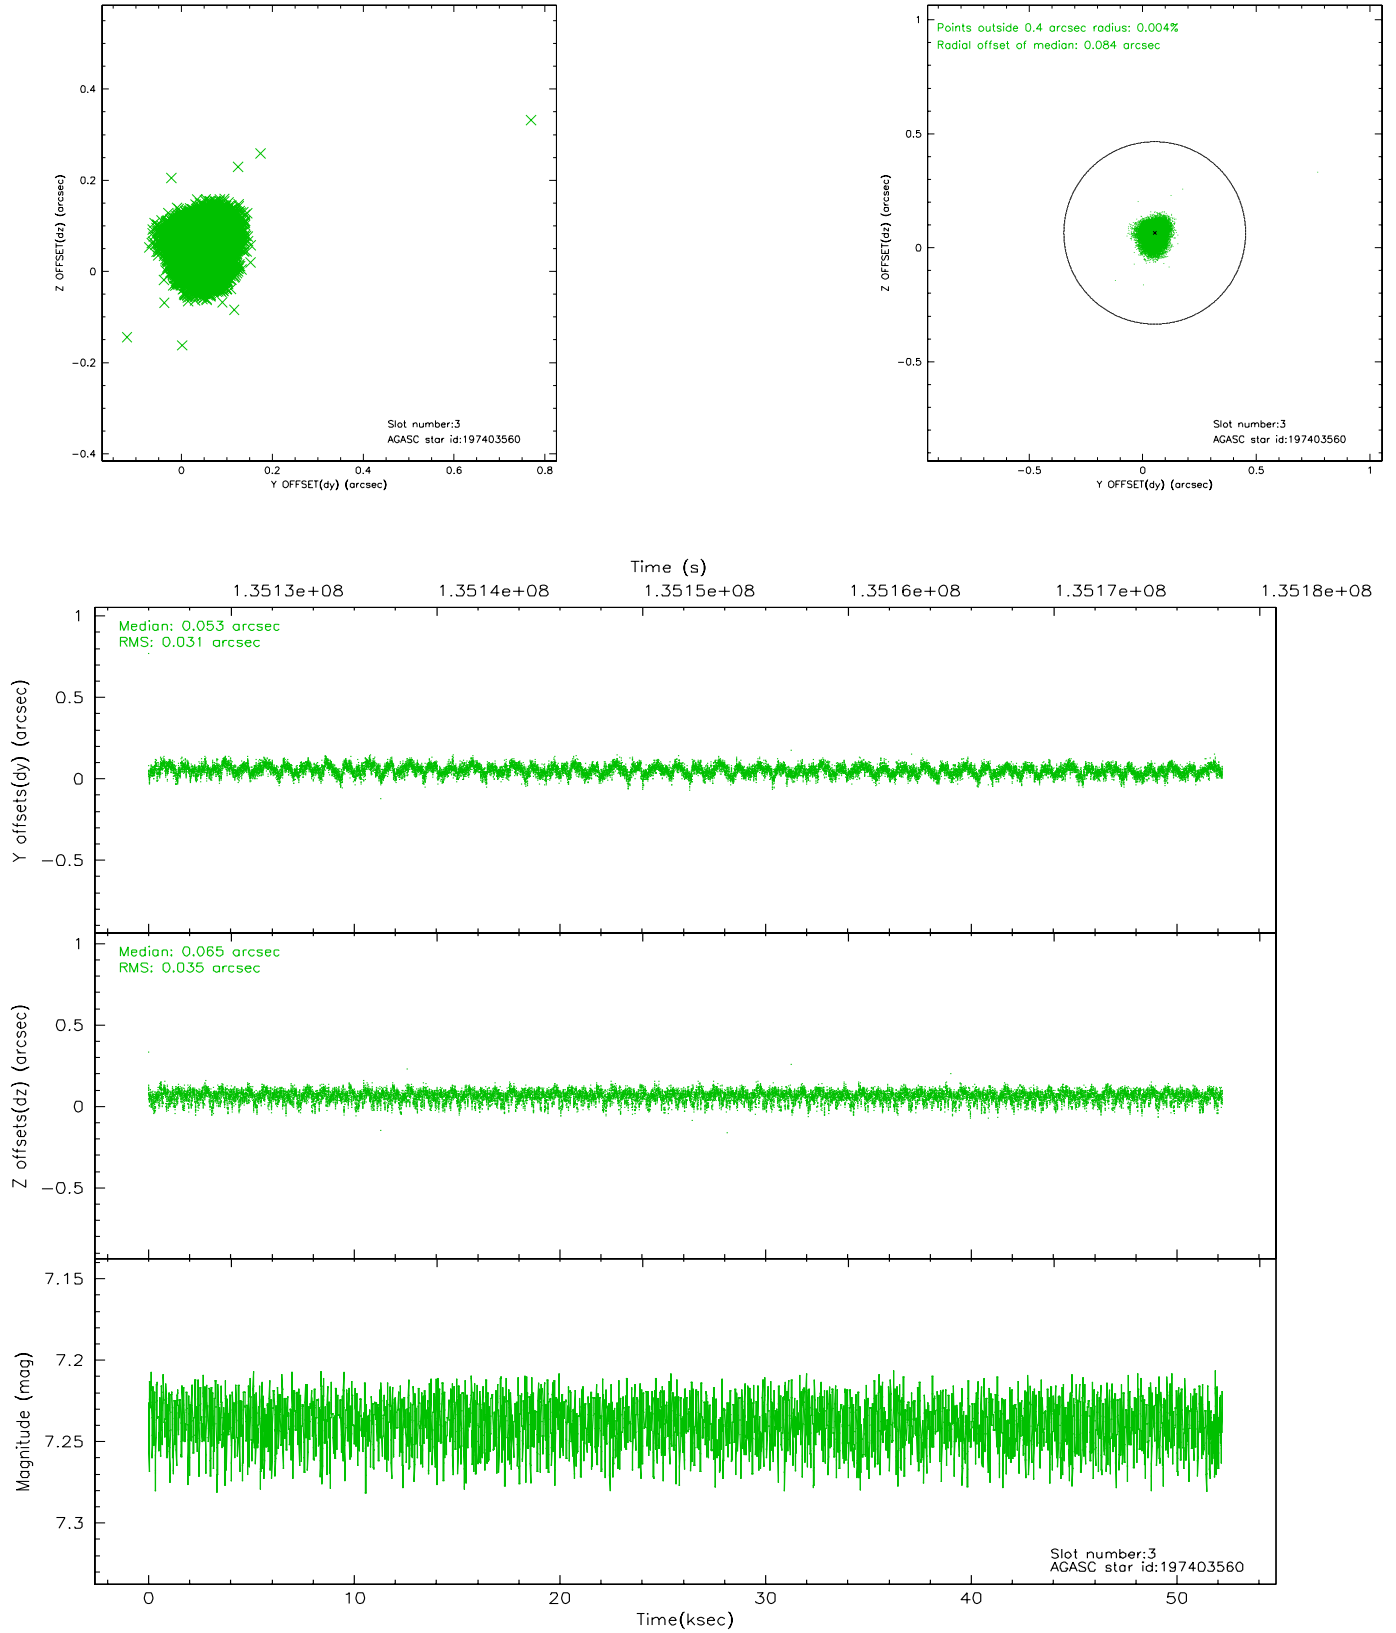 0.4
0.2
0
−0.2
−0.4
Z OFFSET(dz) (arcsec)
0 0.2 0.4 0.6 0.8
Y OFFSET(dy) (arcsec)
Slot number:3
AGASC star id:197403560
Points outside 0.4 arcsec radius: 0.004%
Radial offset of median: 0.084 arcsec
1
0.5
0
−0.5
Z OFFSET(dz) (arcsec)
−0.5 0 0.5 1
Y OFFSET(dy) (arcsec)
Slot number:3
AGASC star id:197403560
Time (s)
1.3513e+08 1.3514e+08 1.3515e+08 1.3516e+08 1.3517e+08 1.3518e+08
Median: 0.053 arcsec
RMS: 0.031 arcsec
1
0.5
0
−0.5
Y offsets(dy) (arcsec)
Median: 0.065 arcsec
RMS: 0.035 arcsec
1
0.5
0
−0.5
Z offsets(dz) (arcsec)
7.15
7.2
7.25
7.3
Magnitude (mag)
Slot number:3
AGASC star id:197403560
0 10 20 30 40 50
Time(ksec)